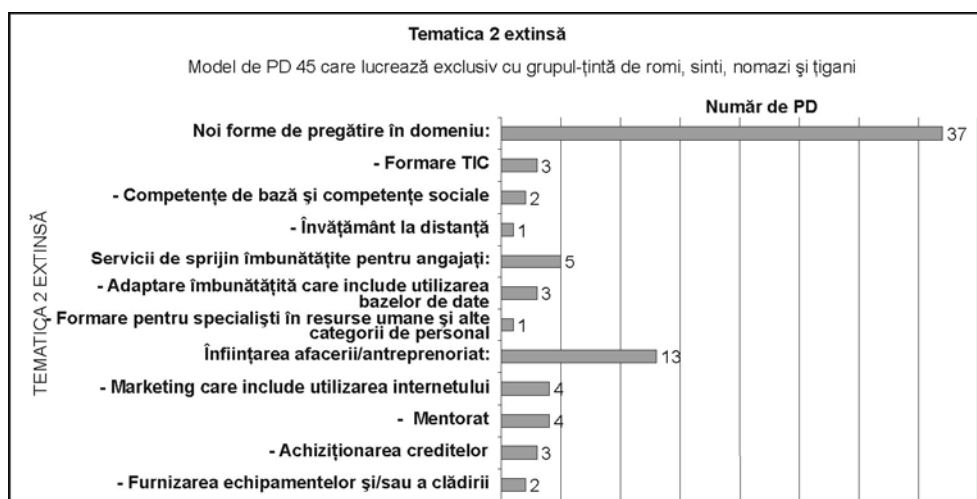 Tematica 2 extinsă
Model de PD 45 care lucrează exclusiv cu grupul-țintă de romi, sinti, nomazi și țigani
Număr de PD
TEMATICA 2 EXTINSĂ
Noi forme de pregătire în domeniu: 37
- Formare TIC 3
- Competențe de bază și competențe sociale 2
- Învățământ la distanță 1
Servicii de sprijin îmbunătățite pentru angajați: 5
- Adaptare îmbunătățită care include utilizarea
bazelor de date 3
- Formare pentru specialiști în resurse umane și alte
categorii de personal 1
Înființarea afacerii/antreprenoriat: 13
- Marketing care include utilizarea internetului 4
- Mentorat 4
- Achiziționarea creditelor 3
- Furnizarea echipamentelor și/sau a clădirii 2